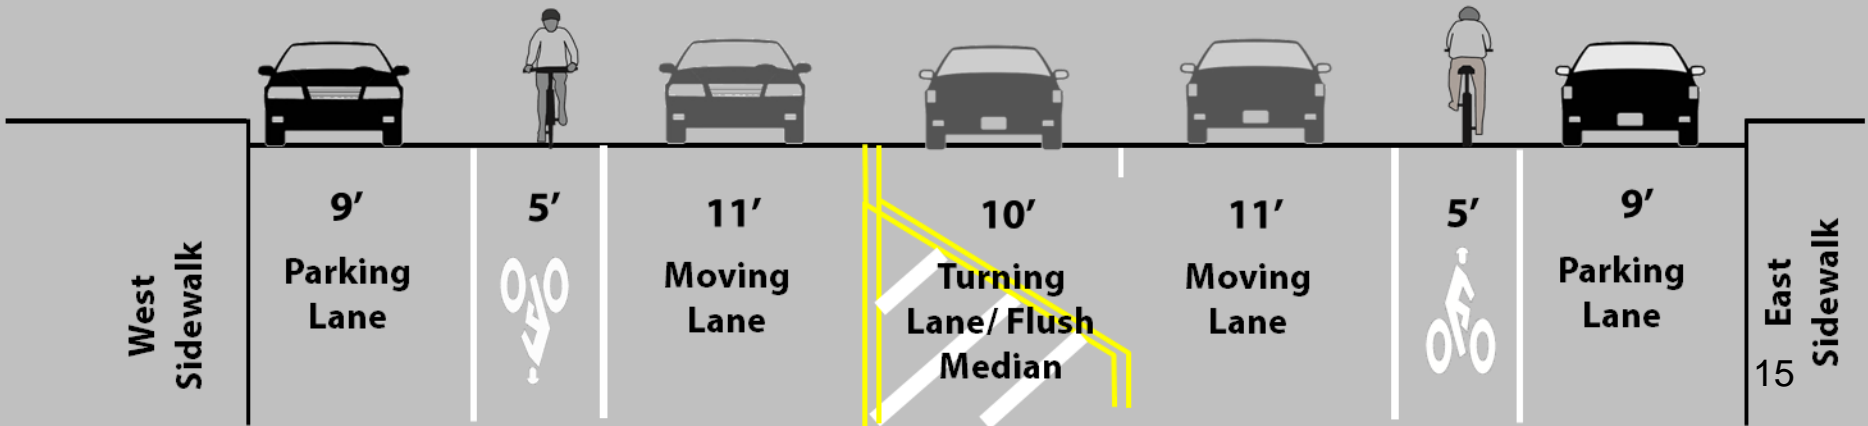 West
Sidewalk
9’
Parking
Lane
5’
11’
Moving
Lane
10’
Turning
Lane/ Flush
Median
11’
Moving
Lane
5’
9’
Parking
Lane
East
Sidewalk
15